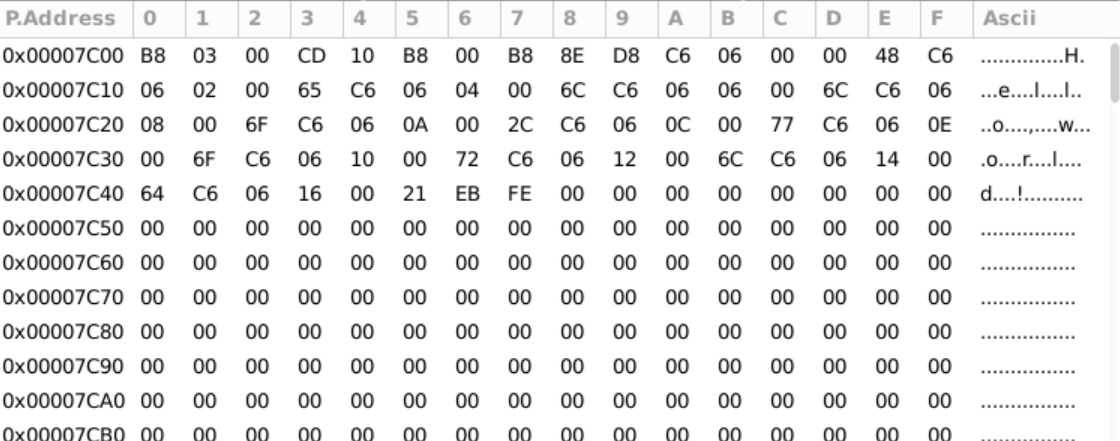 P.Address 0 1 2 3 4 5 6 7 8 9 A B C D E F Ascii
0x00007C00 B8 03 00 CD 10 B8 00 B8 8E D8 C6 06 00 00 48 C6 ..............H.
0x00007C10 06 02 00 65 C6 06 04 00 6C C6 06 06 00 6C C6 06 ...e....l....l..
0x00007C20 08 00 6F C6 06 0A 00 2C C6 06 0C 00 77 C6 06 0E ..o....,....w...
0x00007C30 00 6F C6 06 10 00 72 C6 06 12 00 6C C6 06 14 00 .o....r....l....
0x00007C40 64 C6 06 16 00 21 EB FE 00 00 00 00 00 00 00 00 d....!..........
0x00007C50 00 00 00 00 00 00 00 00 00 00 00 00 00 00 00 00 ................
0x00007C60 00 00 00 00 00 00 00 00 00 00 00 00 00 00 00 00 ................
0x00007C70 00 00 00 00 00 00 00 00 00 00 00 00 00 00 00 00 ................
0x00007C80 00 00 00 00 00 00 00 00 00 00 00 00 00 00 00 00 ................
0x00007C90 00 00 00 00 00 00 00 00 00 00 00 00 00 00 00 00 ................
0x00007CA0 00 00 00 00 00 00 00 00 00 00 00 00 00 00 00 00 ................
0x00007CB0 00 00 00 00 00 00 00 00 00 00 00 00 00 00 00 00 ................